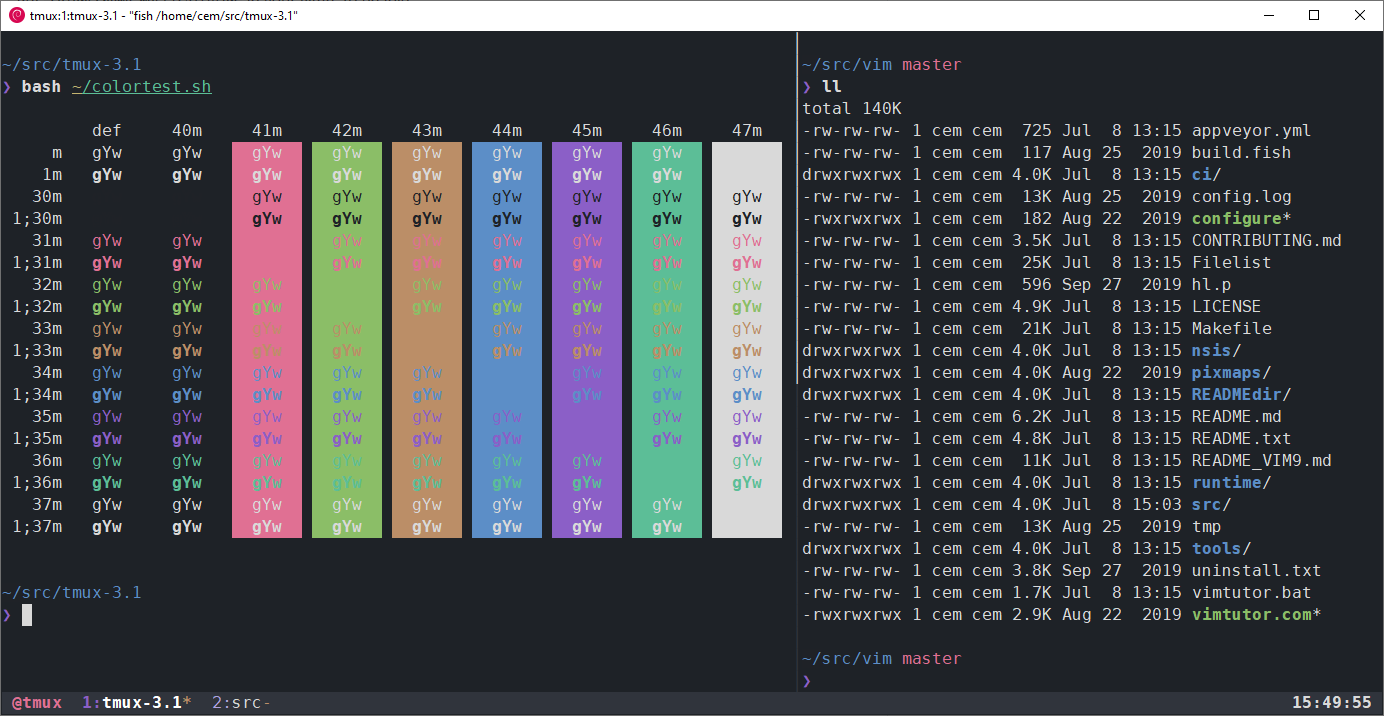 tmux:1:tmux-3.1 - "fish /home/cem/src/tmux-3.1"
~/src/tmux-3.1
❯ bash ~/colortest.sh
def 40m 41m 42m 43m 44m 45m 46m 47m
m gYw gYw gYw gYw gYw gYw gYw gYw
1m gYw gYw gYw gYw gYw gYw gYw gYw
30m gYw gYw gYw gYw gYw gYw gYw
1;30m gYw gYw gYw gYw gYw gYw gYw
31m gYw gYw gYw gYw gYw gYw gYw gYw
1;31m gYw gYw gYw gYw gYw gYw gYw gYw
32m gYw gYw gYw gYw gYw gYw gYw gYw
1;32m gYw gYw gYw gYw gYw gYw gYw gYw
33m gYw gYw gYw gYw gYw gYw gYw gYw
1;33m gYw gYw gYw gYw gYw gYw gYw gYw
34m gYw gYw gYw gYw gYw gYw gYw gYw
1;34m gYw gYw gYw gYw gYw gYw gYw gYw
35m gYw gYw gYw gYw gYw gYw gYw gYw
1;35m gYw gYw gYw gYw gYw gYw gYw gYw
36m gYw gYw gYw gYw gYw gYw gYw gYw
1;36m gYw gYw gYw gYw gYw gYw gYw gYw
37m gYw gYw gYw gYw gYw gYw gYw gYw
1;37m gYw gYw gYw gYw gYw gYw gYw gYw
~/src/tmux-3.1
❯
~/src/vim master
❯ ll
total 140K
-rw-rw-rw- 1 cem cem  725 Jul  8 13:15 appveyor.yml
-rw-rw-rw- 1 cem cem  117 Aug 25  2019 build.fish
drwxrwxrwx 1 cem cem 4.0K Jul  8 13:15 ci/
-rw-rw-rw- 1 cem cem  13K Aug 25  2019 config.log
-rwxrwxrwx 1 cem cem  182 Aug 22  2019 configure*
-rw-rw-rw- 1 cem cem 3.5K Jul  8 13:15 CONTRIBUTING.md
-rw-rw-rw- 1 cem cem  25K Jul  8 13:15 Filelist
-rw-rw-rw- 1 cem cem  596 Sep 27  2019 hl.p
-rw-rw-rw- 1 cem cem 4.9K Jul  8 13:15 LICENSE
-rw-rw-rw- 1 cem cem  21K Jul  8 13:15 Makefile
drwxrwxrwx 1 cem cem 4.0K Jul  8 13:15 nsis/
drwxrwxrwx 1 cem cem 4.0K Aug 22  2019 pixmaps/
drwxrwxrwx 1 cem cem 4.0K Jul  8 13:15 READMEdir/
-rw-rw-rw- 1 cem cem 6.2K Jul  8 13:15 README.md
-rw-rw-rw- 1 cem cem 4.8K Jul  8 13:15 README.txt
-rw-rw-rw- 1 cem cem  11K Jul  8 13:15 README_VIM9.md
drwxrwxrwx 1 cem cem 4.0K Jul  8 13:15 runtime/
drwxrwxrwx 1 cem cem 4.0K Jul  8 15:03 src/
-rw-rw-rw- 1 cem cem  13K Aug 25  2019 tmp
drwxrwxrwx 1 cem cem 4.0K Jul  8 13:15 tools/
-rw-rw-rw- 1 cem cem 3.8K Sep 27  2019 uninstall.txt
-rw-rw-rw- 1 cem cem 1.7K Jul  8 13:15 vimtutor.bat
-rwxrwxrwx 1 cem cem 2.9K Aug 22  2019 vimtutor.com*
~/src/vim master
❯
@tmux 1:tmux-3.1* 2:src- 15:49:55